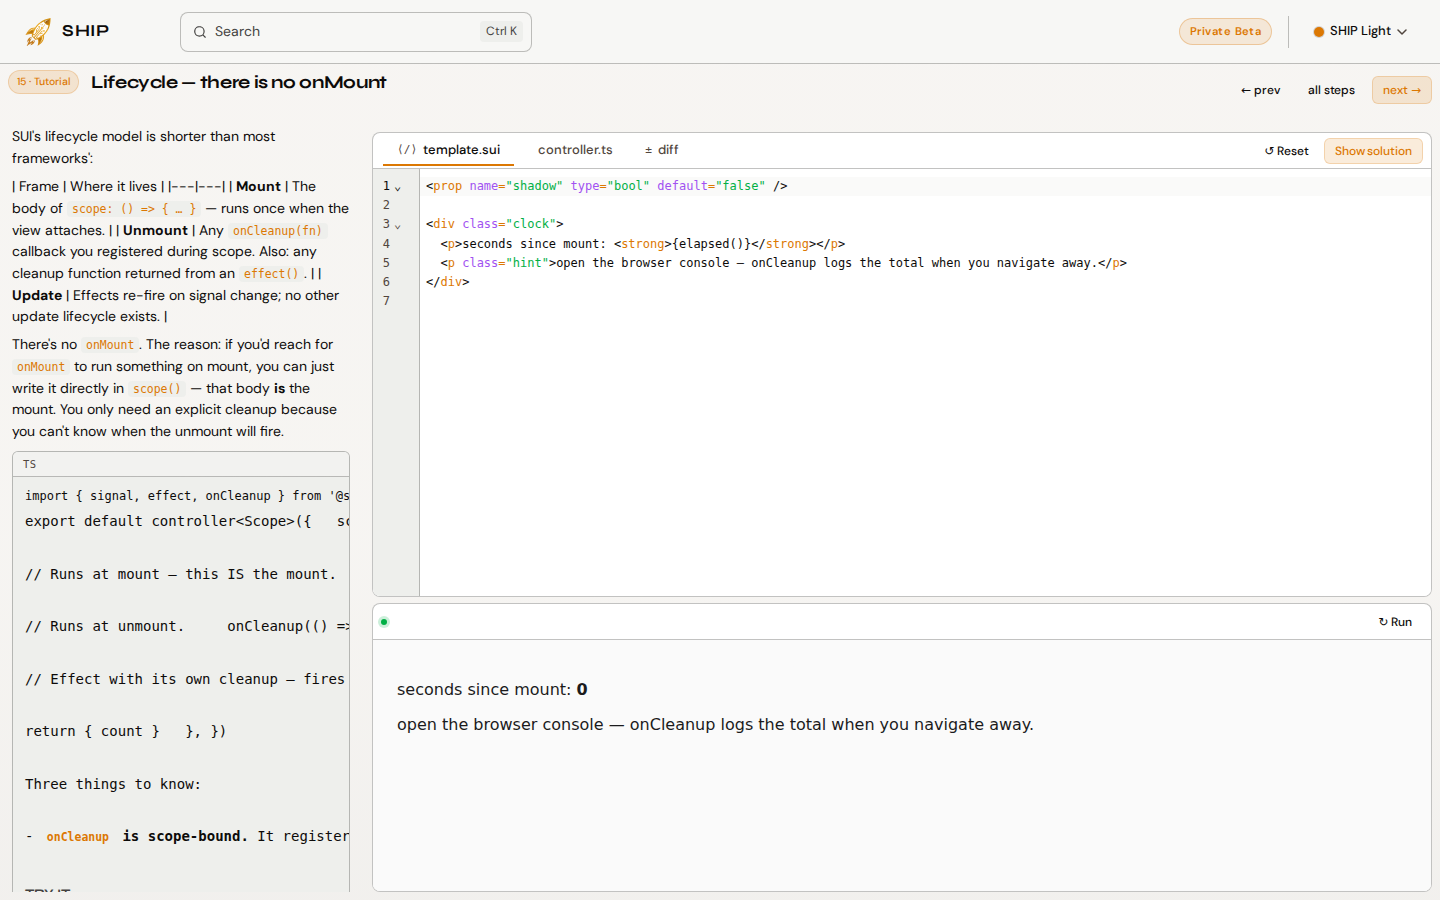 SHIP
Search
Ctrl K
Private Beta
SHIP Light
15 · Tutorial
Lifecycle — there is no onMount
← prev
all steps
next →
SUI's lifecycle model is shorter than most
frameworks':
| Frame | Where it lives | |---|---| | Mount | The
body of scope: () => { … } — runs once when the
view attaches. | | Unmount | Any onCleanup(fn)
callback you registered during scope. Also: any
cleanup function returned from an effect() . | |
Update | Effects re-fire on signal change; no other
update lifecycle exists. |
There's no onMount . The reason: if you'd reach for
onMount to run something on mount, you can just
write it directly in scope() — that body is the
mount. You only need an explicit cleanup because
you can't know when the unmount will fire.
TS
import { signal, effect, onCleanup } from '@s
export default controller<Scope>({   sc
// Runs at mount — this IS the mount.
// Runs at unmount.     onCleanup(() =>
// Effect with its own cleanup — fires
return { count }   }, })
Three things to know:
- onCleanup is scope-bound. It register
⟨/⟩ template.sui
controller.ts
± diff
↺ Reset
Show solution
1 <prop name="shadow" type="bool" default="false" />
2
3 <div class="clock">
4   <p>seconds since mount: <strong>{elapsed()}</strong></p>
5   <p class="hint">open the browser console — onCleanup logs the total when you navigate away.</p>
6 </div>
7
↻ Run
seconds since mount: 0
open the browser console — onCleanup logs the total when you navigate away.